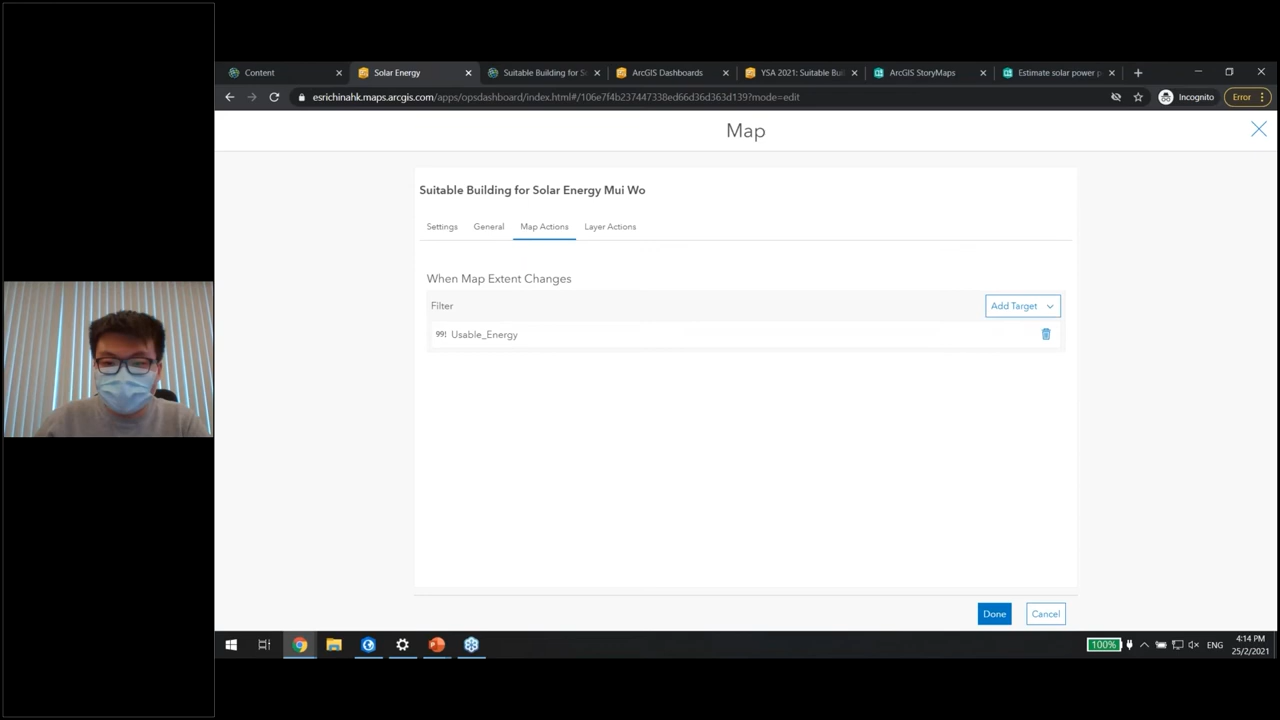 Content
Solar Energy
Suitable Building for S
ArcGIS Dashboards
YSA 2021: Suitable Bui
ArcGIS StoryMaps
Estimate solar power p
esrichinahk.maps.arcgis.com/apps/opsdashboard/index.html#/106e7f4b237447338ed66d36d363d139?mode=edit
Incognito
Error
Map
Suitable Building for Solar Energy Mui Wo
Settings
General
Map Actions
Layer Actions
When Map Extent Changes
Filter
Add Target
99! Usable_Energy
Done
Cancel
100%
ENG
4:14 PM
25/2/2021